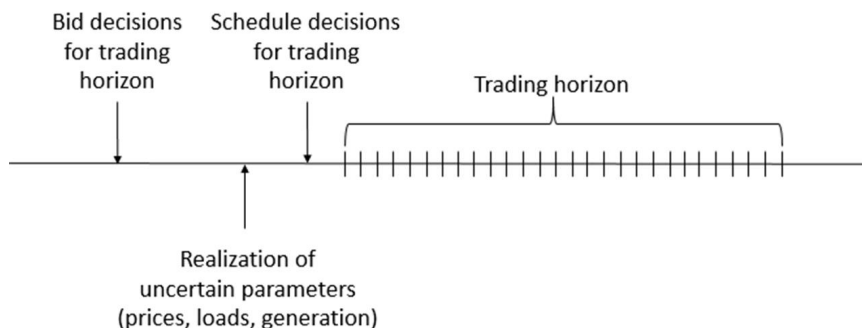 Bid decisions
for trading
horizon
Schedule decisions
for trading
horizon
Trading horizon
Realization of
uncertain parameters
(prices, loads, generation)